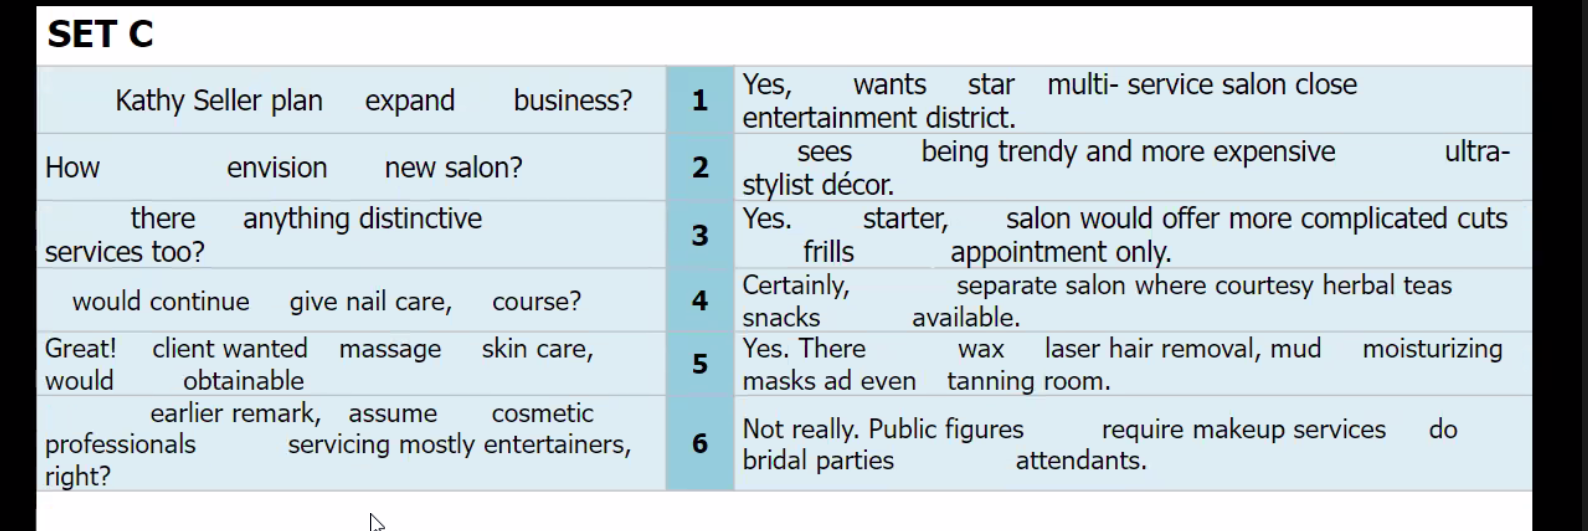 SET C
Kathy Seller plan expand business?
1
Yes, wants star multi- service salon close
entertainment district.
How envision new salon?
2
sees being trendy and more expensive ultra-
stylist décor.
there anything distinctive
services too?
3
Yes. starter, salon would offer more complicated cuts
frills appointment only.
would continue give nail care, course?
4
Certainly, separate salon where courtesy herbal teas
snacks available.
Great! client wanted massage skin care,
would obtainable
5
Yes. There wax laser hair removal, mud moisturizing
masks ad even tanning room.
earlier remark, assume cosmetic
professionals servicing mostly entertainers,
right?
6
Not really. Public figures require makeup services do
bridal parties attendants.